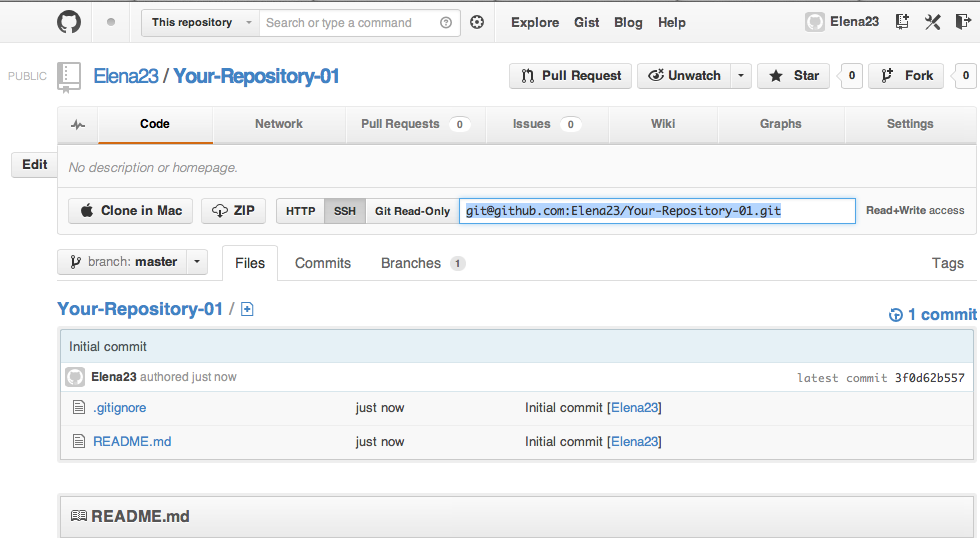 This repository Search or type a command Explore Gist Blog Help Elena23
PUBLIC Elena23 / Your-Repository-01 Pull Request Unwatch Star 0 Fork 0
Code Network Pull Requests 0 Issues 0 Wiki Graphs Settings
Edit No description or homepage.
Clone in Mac ZIP HTTP SSH Git Read-Only git@github.com:Elena23/Your-Repository-01.git Read+Write access
branch: master Files Commits Branches 1 Tags
Your-Repository-01 / 1 commit
Initial commit
Elena23 authored just now latest commit 3f0d62b557
.gitignore just now Initial commit [Elena23]
README.md just now Initial commit [Elena23]
README.md